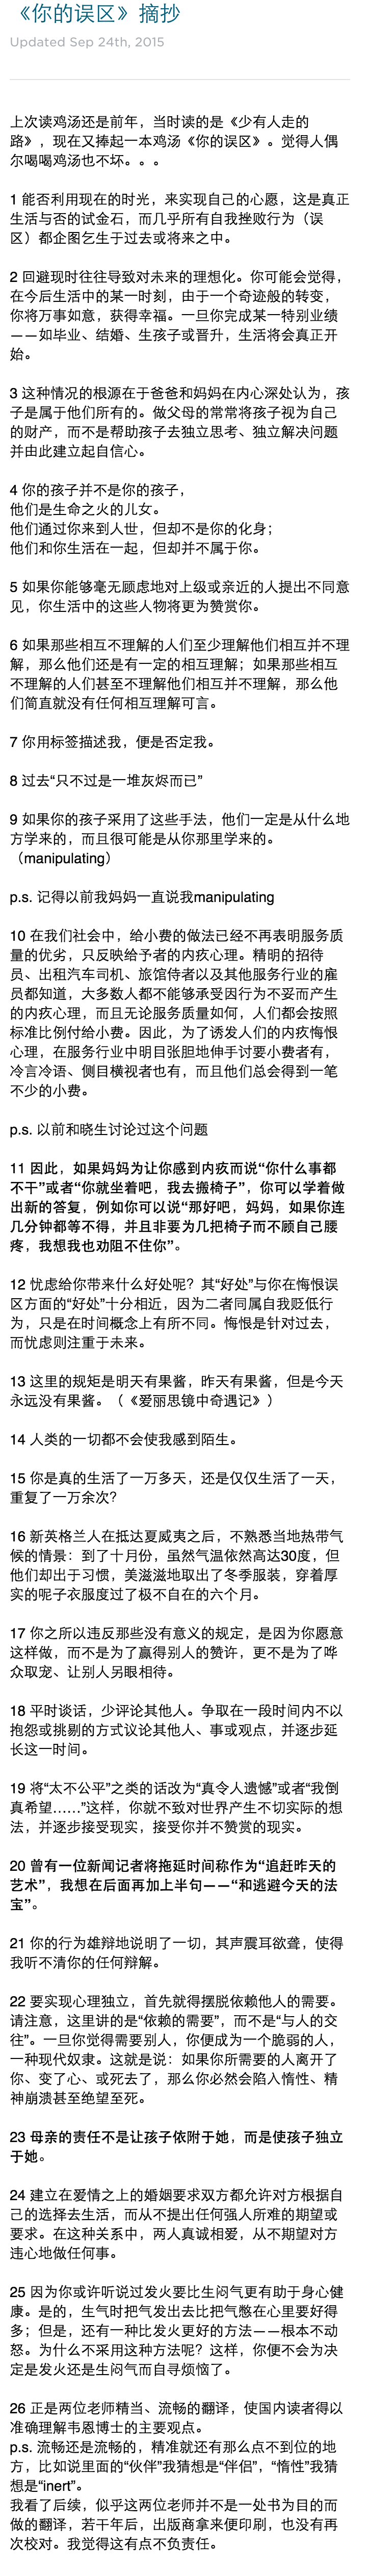 《你的误区》摘抄
Updated Sep 24th, 2015
上次读鸡汤还是前年，当时读的是《少有人走的
路》，现在又捧起一本鸡汤《你的误区》。觉得人偶
尔喝喝鸡汤也不坏。。。
1 能否利用现在的时光，来实现自己的心愿，这是真正
生活与否的试金石，而几乎所有自我挫败行为（误
区）都企图乞生于过去或将来之中。
2 回避现时往往导致对未来的理想化。你可能会觉得，
在今后生活中的某一时刻，由于一个奇迹般的转变，
你将万事如意，获得幸福。一旦你完成某一特别业绩
——如毕业、结婚、生孩子或晋升，生活将会真正开
始。
3 这种情况的根源在于爸爸和妈妈在内心深处认为，孩
子是属于他们所有的。做父母的常常将孩子视为自己
的财产，而不是帮助孩子去独立思考、独立解决问题
并由此建立起自信心。
4 你的孩子并不是你的孩子，
他们是生命之火的儿女。
他们通过你来到人世，但却不是你的化身；
他们和你生活在一起，但却并不属于你。
5 如果你能够毫无顾虑地对上级或亲近的人提出不同意
见，你生活中的这些人物将更为赞赏你。
6 如果那些相互不理解的人们至少理解他们相互并不理
解，那么他们还是有一定的相互理解；如果那些相互
不理解的人们甚至不理解他们相互并不理解，那么他
们简直就没有任何相互理解可言。
7 你用标签描述我，便是否定我。
8 过去“只不过是一堆灰烬而已”
9 如果你的孩子采用了这些手法，他们一定是从什么地
方学来的，而且很可能是从你那里学来的。
（manipulating）
p.s. 记得以前我妈妈一直说我manipulating
10 在我们社会中，给小费的做法已经不再表明服务质
量的优劣，只反映给予者的内疚心理。精明的招待
员、出租汽车司机、旅馆侍者以及其他服务行业的雇
员都知道，大多数人都不能够承受因行为不妥而产生
的内疚心理，而且无论服务质量如何，人们都会按照
标准比例付给小费。因此，为了诱发人们的内疚悔恨
心理，在服务行业中明目张胆地伸手讨要小费者有，
冷言冷语、侧目横视者也有，而且他们总会得到一笔
不少的小费。
p.s. 以前和晓生讨论过这个问题
11 因此，如果妈妈为让你感到内疚而说“你什么事都
不干”或者“你就坐着吧，我去搬椅子”，你可以学着做
出新的答复，例如你可以说“那好吧，妈妈，如果你连
几分钟都等不得，并且非要为几把椅子而不顾自己腰
疼，我想我也劝阻不住你”。
12 忧虑给你带来什么好处呢？其“好处”与你在悔恨误
区方面的“好处”十分相近，因为二者同属自我贬低行
为，只是在时间概念上有所不同。悔恨是针对过去，
而忧虑则注重于未来。
13 这里的规矩是明天有果酱，昨天有果酱，但是今天
永远没有果酱。（《爱丽思镜中奇遇记》）
14 人类的一切都不会使我感到陌生。
15 你是真的生活了一万多天，还是仅仅生活了一天，
重复了一万余次？
16 新英格兰人在抵达夏威夷之后，不熟悉当地热带气
候的情景：到了十月份，虽然气温依然高达30度，但
他们却出于习惯，美滋滋地取出了冬季服装，穿着厚
实的呢子衣服度过了极不自在的六个月。
17 你之所以违反那些没有意义的规定，是因为你愿意
这样做，而不是为了赢得别人的赞许，更不是为了哗
众取宠、让别人另眼相待。
18 平时谈话，少评论其他人。争取在一段时间内不以
抱怨或挑剔的方式议论其他人、事或观点，并逐步延
长这一时间。
19 将“太不公平”之类的话改为“真令人遗憾”或者“我倒
真希望……”这样，你就不致对世界产生不切实际的想
法，并逐步接受现实，接受你并不赞赏的现实。
20 曾有一位新闻记者将拖延时间称作为“追赶昨天的
艺术”，我想在后面再加上半句——“和逃避今天的法
宝”。
21 你的行为雄辩地说明了一切，其声震耳欲聋，使得
我听不清你的任何辩解。
22 要实现心理独立，首先就得摆脱依赖他人的需要。
请注意，这里讲的是“依赖的需要”，而不是“与人的交
往”。一旦你觉得需要别人，你便成为一个脆弱的人，
一种现代奴隶。这就是说：如果你所需要的人离开了
你、变了心、或死去了，那么你必然会陷入惰性、精
神崩溃甚至绝望至死。
23 母亲的责任不是让孩子依附于她，而是使孩子独立
于她。
24 建立在爱情之上的婚姻要求双方都允许对方根据自
己的选择去生活，而从不提出任何强人所难的期望或
要求。在这种关系中，两人真诚相爱，从不期望对方
违心地做任何事。
25 因为你或许听说过发火要比生闷气更有助于身心健
康。是的，生气时把气发出去比把气憋在心里要好得
多；但是，还有一种比发火更好的方法——根本不动
怒。为什么不采用这种方法呢？这样，你便不会为决
定是发火还是生闷气而自寻烦恼了。
26 正是两位老师精当、流畅的翻译，使国内读者得以
准确理解韦恩博士的主要观点。
p.s. 流畅还是流畅的，精准就还有那么点不到位的地
方，比如说里面的“伙伴”我猜想是“伴侣”，“惰性”我猜
想是“inert”。
我看了后续，似乎这两位老师并不是一处书为目的而
做的翻译，若干年后，出版商拿来便印刷，也没有再
次校对。我觉得这有点不负责任。